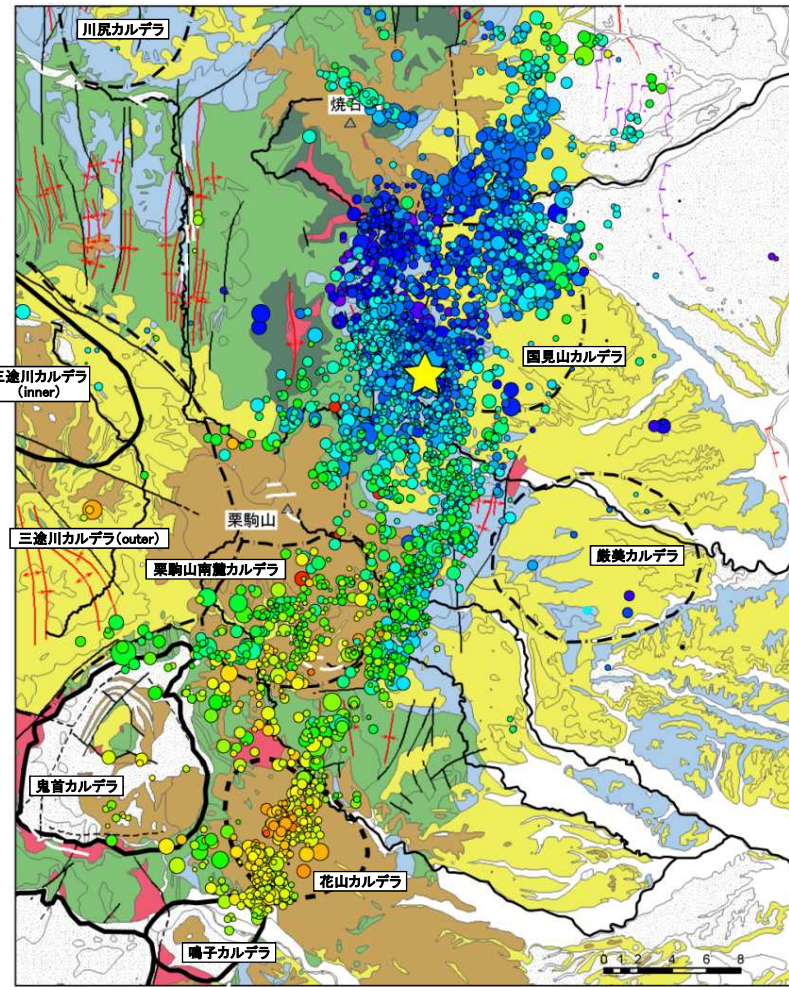 川尻カルデラ
焼石
国見山カルデラ
三途川カルデラ
(inner)
栗駒山
三途川カルデラ(outer)
栗駒山南麓カルデラ
厳美カルデラ
鬼首カルデラ
花山カルデラ
鳴子カルデラ
0 1 2 4 6 8